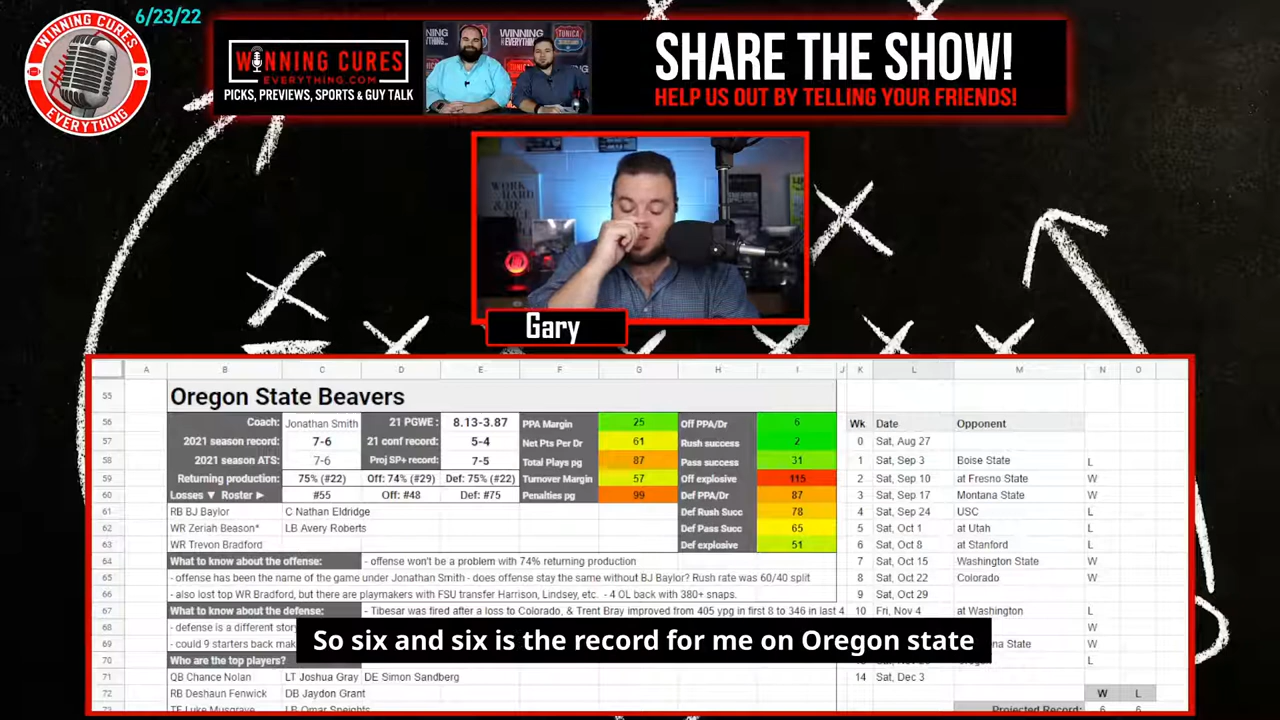 6/23/22
WINNING CURES
EVERYTHING
WINNING CURES
EVERYTHING.COM
PICKS, PREVIEWS, SPORTS & GUY TALK
SHARE THE SHOW!
HELP US OUT BY TELLING YOUR FRIENDS!
WORK
HARD
Gary
A B C D E F G H I J K L M N O
55 Oregon State Beavers
56 Coach: Jonathan Smith 21 PGWE : 8.13-3.87 PPA Margin 25 Off PPA/Dr 6 Wk Date Opponent
57 2021 season record: 7-6 21 conf record: 5-4 Net Pts Per Dr 61 Rush success 2 0 Sat, Aug 27
58 2021 season ATS: 7-6 Proj SP+ record: 7-5 Total Plays pg 87 Pass success 31 1 Sat, Sep 3 Boise State L
59 Returning production: 75% (#22) Off: 74% (#29) Def: 75% (#22) Turnover Margin 57 Off explosive 115 2 Sat, Sep 10 at Fresno State W
60 Losses ▼ Roster ► #55 Off: #48 Def: #75 Penalties pg 99 Def PPA/Dr 87 3 Sat, Sep 17 Montana State W
61 RB BJ Baylor C Nathan Eldridge Def Rush Succ 78 4 Sat, Sep 24 USC L
62 WR Zeriah Beason* LB Avery Roberts Def Pass Succ 65 5 Sat, Oct 1 at Utah L
63 WR Trevon Bradford Def explosive 51 6 Sat, Oct 8 at Stanford L
64 What to know about the offense: - offense won't be a problem with 74% returning production 7 Sat, Oct 15 Washington State W
65 - offense has been the name of the game under Jonathan Smith - does offense stay the same without BJ Baylor? Rush rate was 60/40 split 8 Sat, Oct 22 Colorado W
66 - also lost top WR Bradford, but there are playmakers with FSU transfer Harrison, Lindsey, etc. - 4 OL back with 380+ snaps. 9 Sat, Oct 29
67 What to know about the defense: - Tibesar was fired after a loss to Colorado, & Trent Bray improved from 405 ypg in first 8 to 346 in last 4 10 Fri, Nov 4 at Washington L
68 - defense is a different W
69 - could 9 starters back State W
So six and six is the record for me on Oregon state
70 Who are the top players? L
71 QB Chance Nolan LT Joshua Gray DE Simon Sandberg 14 Sat, Dec 3
72 RB Deshaun Fenwick DB Jaydon Grant W L
73 TE Luke Musgrave LB Omar Speights Projected Record: 6 6